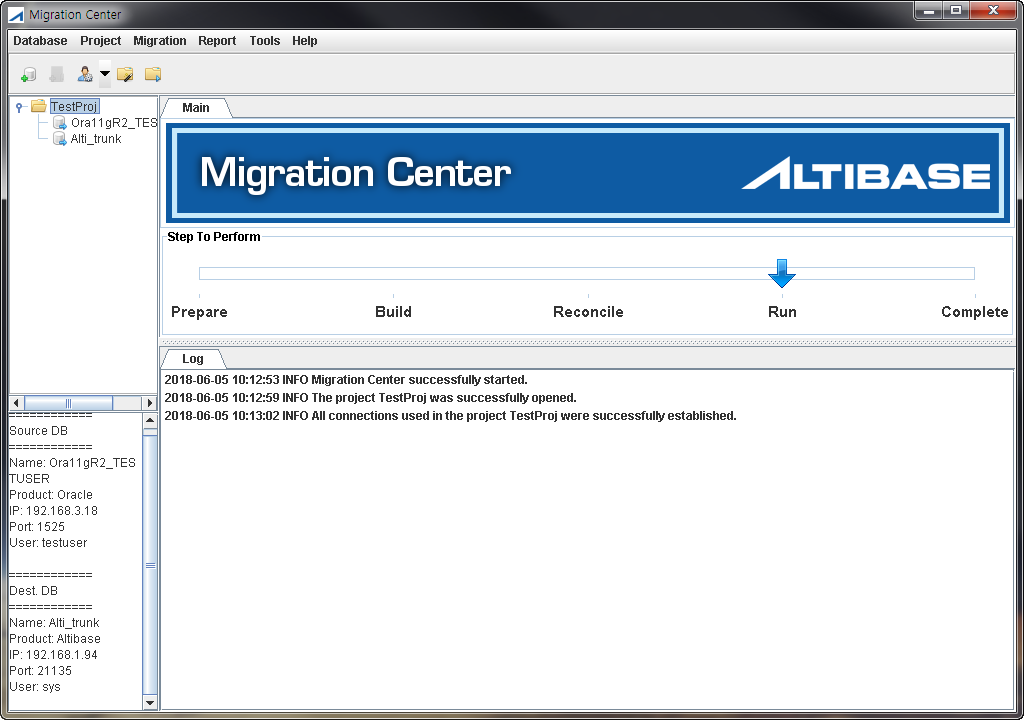 Migration Center
Database Project Migration Report Tools Help
TestProj
Ora11gR2_TES
Alti_trunk
Main
Migration Center
ALTIBASE
Step To Perform
Prepare Build Reconcile Run Complete
Log
2018-06-05 10:12:53 INFO Migration Center successfully started.
2018-06-05 10:12:59 INFO The project TestProj was successfully opened.
2018-06-05 10:13:02 INFO All connections used in the project TestProj were successfully established.
============
Source DB
============
Name: Ora11gR2_TES
TUSER
Product: Oracle
IP: 192.168.3.18
Port: 1525
User: testuser
============
Dest. DB
============
Name: Alti_trunk
Product: Altibase
IP: 192.168.1.94
Port: 21135
User: sys